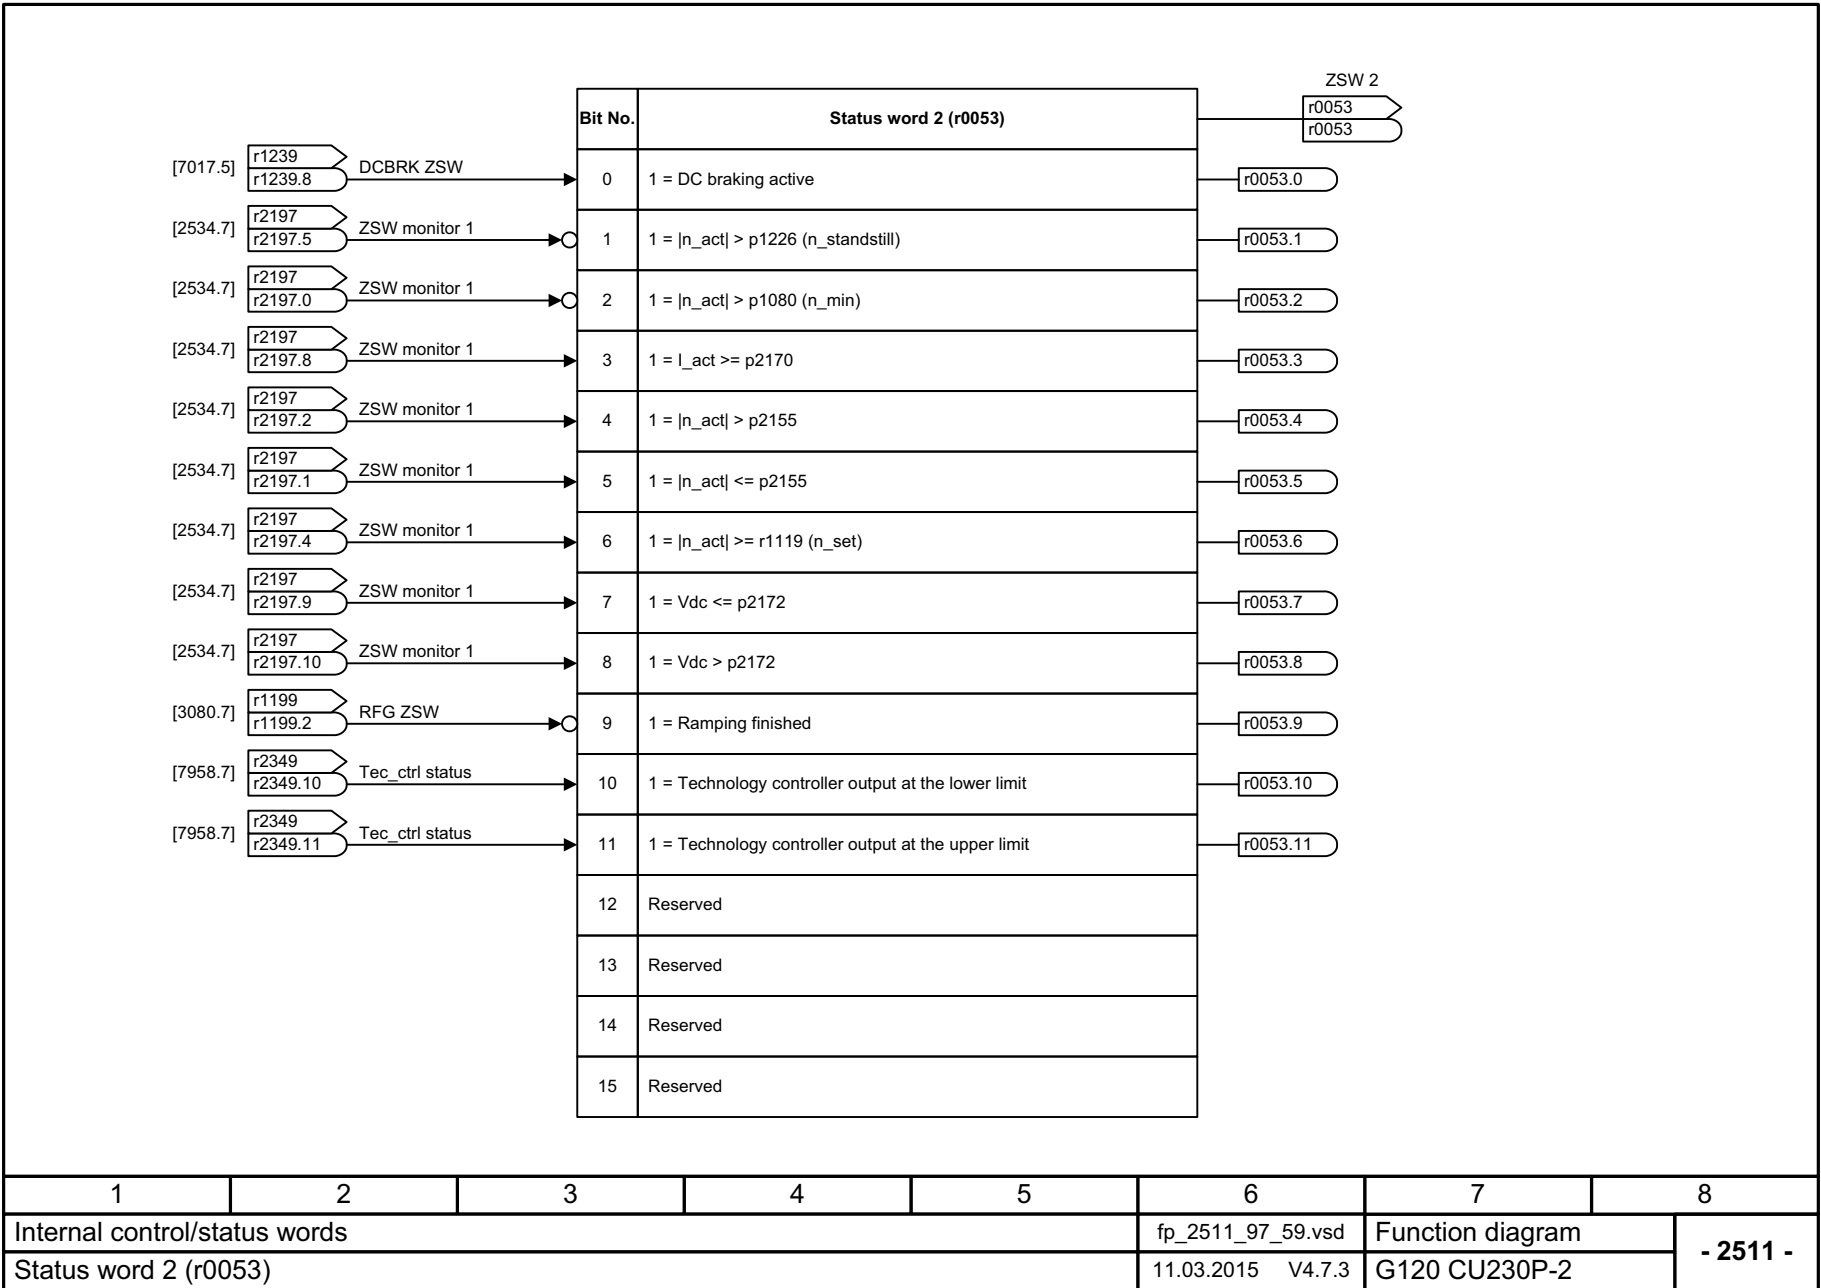 ZSW 2
r0053
r0053
Bit No. Status word 2 (r0053)
[7017.5] r1239 DCBRK ZSW
r1239.8 0 1 = DC braking active r0053.0
[2534.7] r2197 ZSW monitor 1
r2197.5 1 1 = |n_act| > p1226 (n_standstill) r0053.1
[2534.7] r2197 ZSW monitor 1
r2197.0 2 1 = |n_act| > p1080 (n_min) r0053.2
[2534.7] r2197 ZSW monitor 1
r2197.8 3 1 = I_act >= p2170 r0053.3
[2534.7] r2197 ZSW monitor 1
r2197.2 4 1 = |n_act| > p2155 r0053.4
[2534.7] r2197 ZSW monitor 1
r2197.1 5 1 = |n_act| <= p2155 r0053.5
[2534.7] r2197 ZSW monitor 1
r2197.4 6 1 = |n_act| >= r1119 (n_set) r0053.6
[2534.7] r2197 ZSW monitor 1
r2197.9 7 1 = Vdc <= p2172 r0053.7
[2534.7] r2197 ZSW monitor 1
r2197.10 8 1 = Vdc > p2172 r0053.8
[3080.7] r1199 RFG ZSW
r1199.2 9 1 = Ramping finished r0053.9
[7958.7] r2349 Tec_ctrl status
r2349.10 10 1 = Technology controller output at the lower limit r0053.10
[7958.7] r2349 Tec_ctrl status
r2349.11 11 1 = Technology controller output at the upper limit r0053.11
12 Reserved
13 Reserved
14 Reserved
15 Reserved
1 2 3 4 5 6 7 8
Internal control/status words fp_2511_97_59.vsd Function diagram - 2511 -
Status word 2 (r0053) 11.03.2015 V4.7.3 G120 CU230P-2